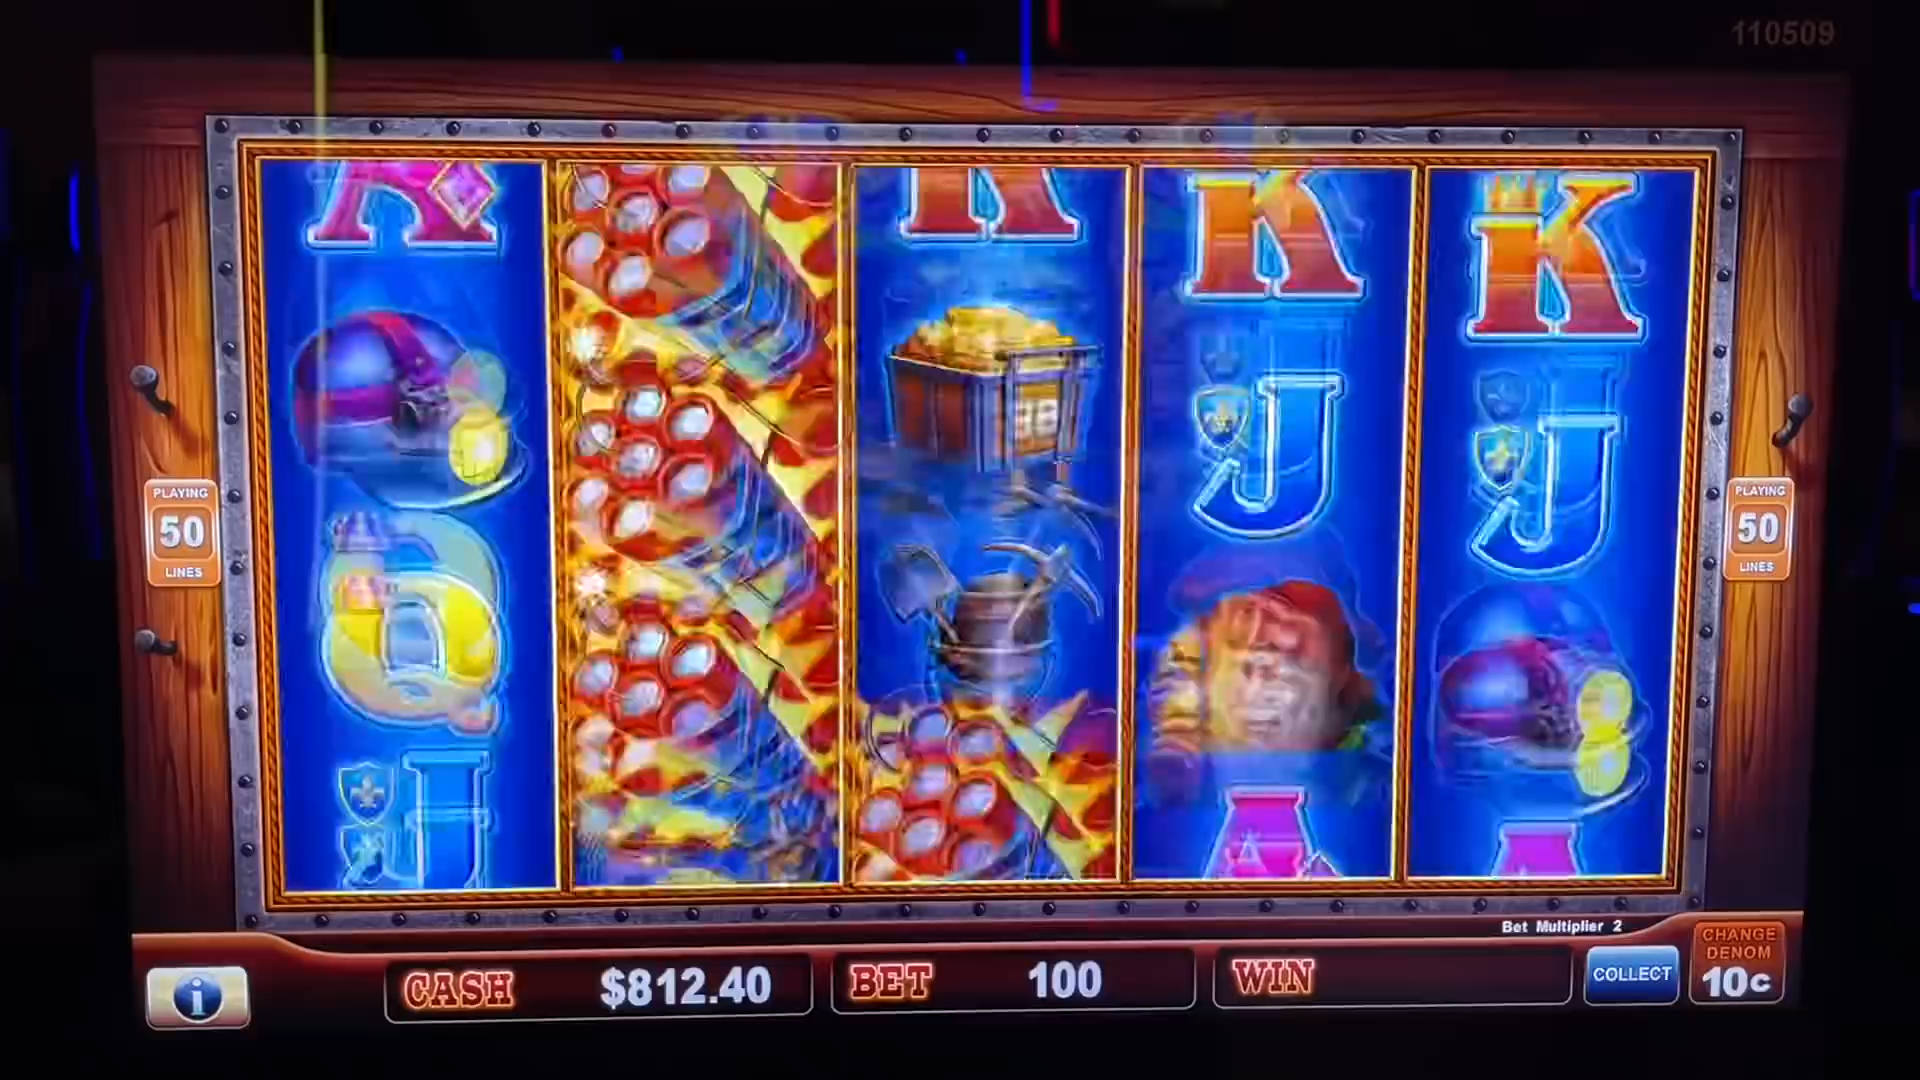 110509
K
K
K
38
J
J
Q
J
A
PLAYING
50
LINES
PLAYING
50
LINES
Bet Multiplier 2
CASH $812.40
BET 100
WIN
COLLECT
CHANGE
DENOM
10c